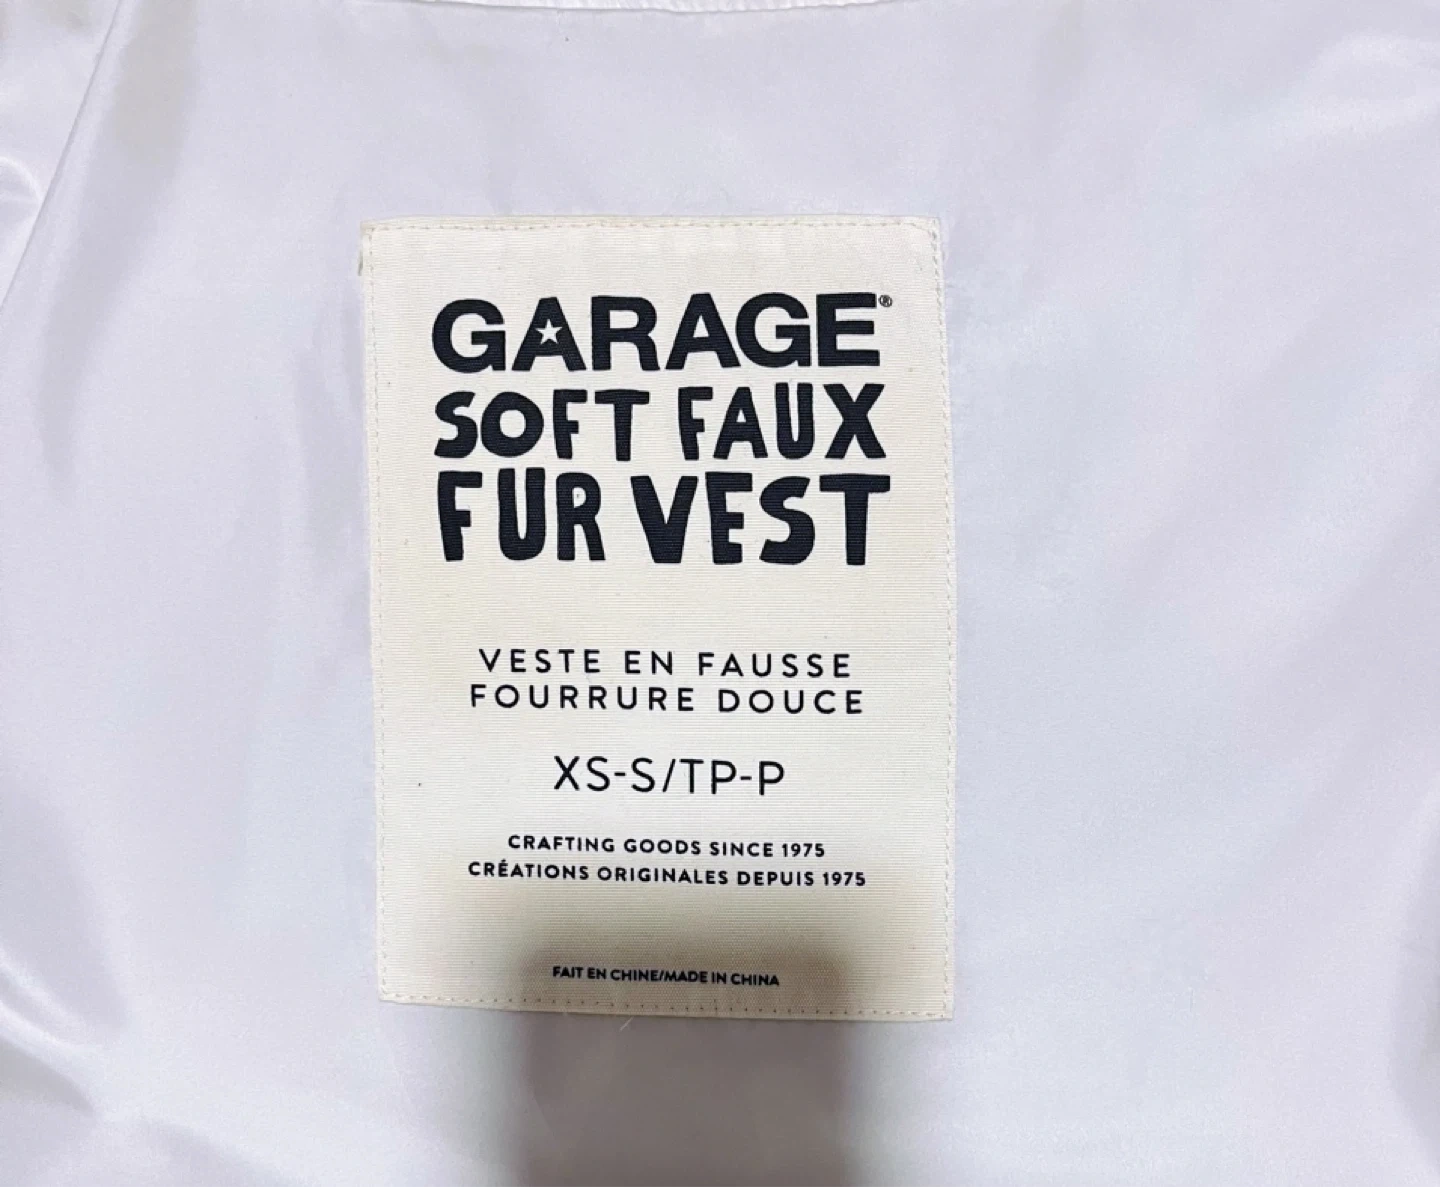 GARAGE®
SOFT FAUX
FUR VEST
VESTE EN FAUSSE
FOURRURE DOUCE
XS-S/TP-P
CRAFTING GOODS SINCE 1975
CRÉATIONS ORIGINALES DEPUIS 1975
FAIT EN CHINE/MADE IN CHINA